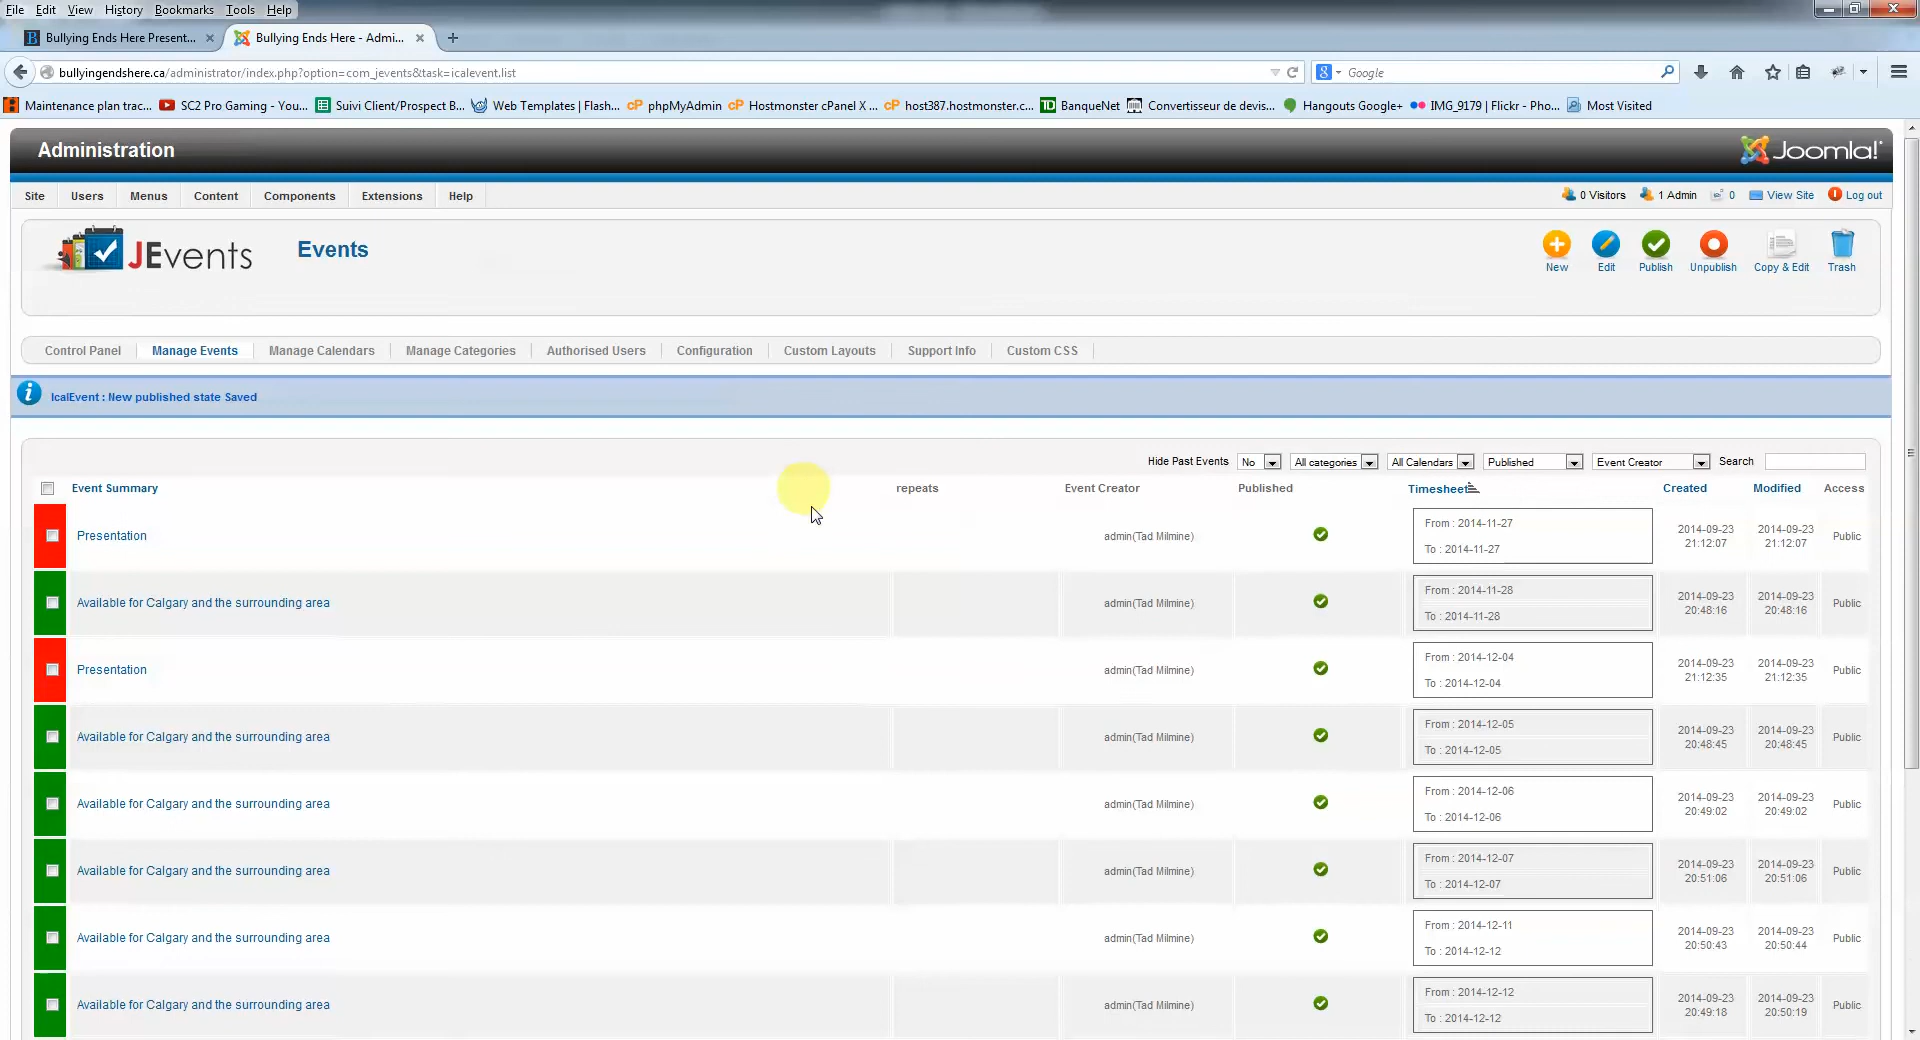 File Edit View History Bookmarks Tools Help
Bullying Ends Here Present... × Bullying Ends Here - Admi... × +
bullyingendshere.ca/administrator/index.php?option=com_jevents&task=icalevent.list Google
Maintenance plan trac... SC2 Pro Gaming - You... Suivi Client/Prospect B... Web Templates | Flash... phpMyAdmin Hostmonster cPanel X ... host387.hostmonster.c... BanqueNet Convertisseur de devis... Hangouts Google+ IMG_9179 | Flickr - Pho... Most Visited
Administration Joomla!
Site Users Menus Content Components Extensions Help 0 Visitors 1 Admin 0 View Site Log out
JEvents Events New Edit Publish Unpublish Copy & Edit Trash
Control Panel Manage Events Manage Calendars Manage Categories Authorised Users Configuration Custom Layouts Support Info Custom CSS
IcalEvent : New published state Saved
Hide Past Events No All categories All Calendars Published Event Creator Search
Event Summary repeats Event Creator Published Timesheet Created Modified Access
Presentation admin(Tad Milmine) From : 2014-11-27 To : 2014-11-27 2014-09-23 21:12:07 2014-09-23 21:12:07 Public
Available for Calgary and the surrounding area admin(Tad Milmine) From : 2014-11-28 To : 2014-11-28 2014-09-23 20:48:16 2014-09-23 20:48:16 Public
Presentation admin(Tad Milmine) From : 2014-12-04 To : 2014-12-04 2014-09-23 21:12:35 2014-09-23 21:12:35 Public
Available for Calgary and the surrounding area admin(Tad Milmine) From : 2014-12-05 To : 2014-12-05 2014-09-23 20:48:45 2014-09-23 20:48:45 Public
Available for Calgary and the surrounding area admin(Tad Milmine) From : 2014-12-06 To : 2014-12-06 2014-09-23 20:49:02 2014-09-23 20:49:02 Public
Available for Calgary and the surrounding area admin(Tad Milmine) From : 2014-12-07 To : 2014-12-07 2014-09-23 20:51:06 2014-09-23 20:51:06 Public
Available for Calgary and the surrounding area admin(Tad Milmine) From : 2014-12-11 To : 2014-12-12 2014-09-23 20:50:43 2014-09-23 20:50:44 Public
Available for Calgary and the surrounding area admin(Tad Milmine) From : 2014-12-12 To : 2014-12-12 2014-09-23 20:49:18 2014-09-23 20:50:19 Public